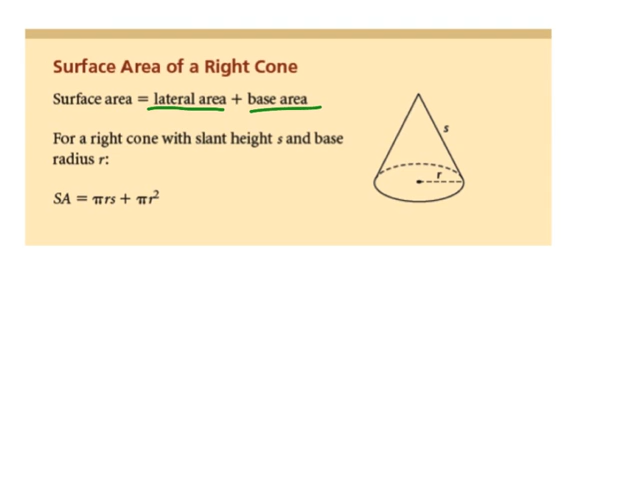 Surface Area of a Right Cone
Surface area = lateral area + base area
For a right cone with slant height s and base
radius r:
SA = πrs + πr²
s
r